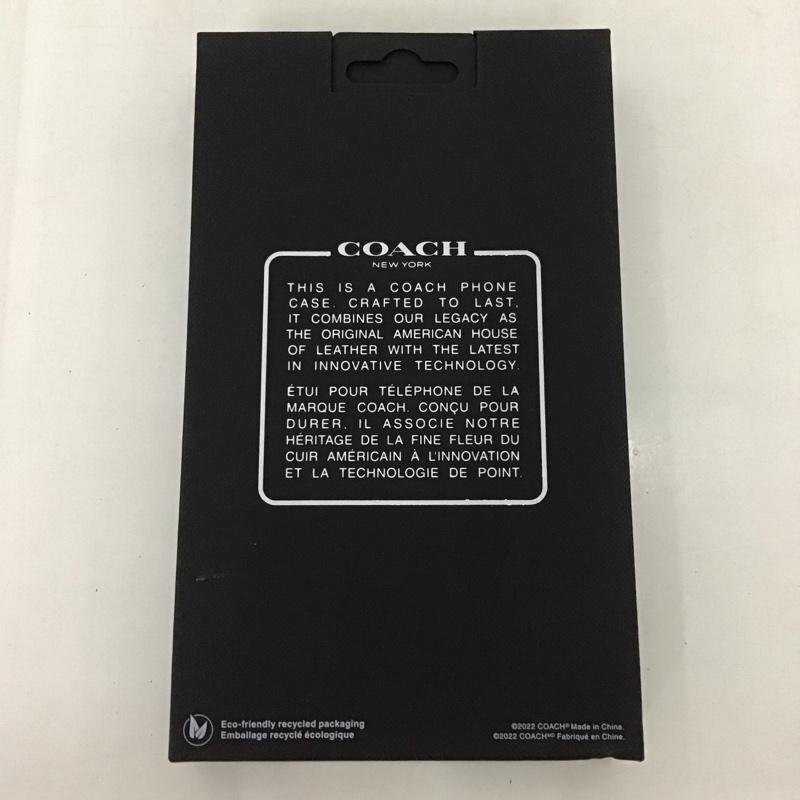 COACH
NEW YORK
THIS IS A COACH PHONE
CASE. CRAFTED TO LAST,
IT COMBINES OUR LEGACY AS
THE ORIGINAL AMERICAN HOUSE
OF LEATHER WITH THE LATEST
IN INNOVATIVE TECHNOLOGY.
ÉTUI POUR TÉLÉPHONE DE LA
MARQUE COACH. CONÇU POUR
DURER, IL ASSOCIE NOTRE
HÉRITAGE DE LA FINE FLEUR DU
CUIR AMÉRICAIN À L'INNOVATION
ET LA TECHNOLOGIE DE POINT.
Eco-friendly recycled packaging
Emballage recyclé écologique
©2022 COACH® Made in China.
©2022 COACHᴹᴰ Fabriqué en Chine.